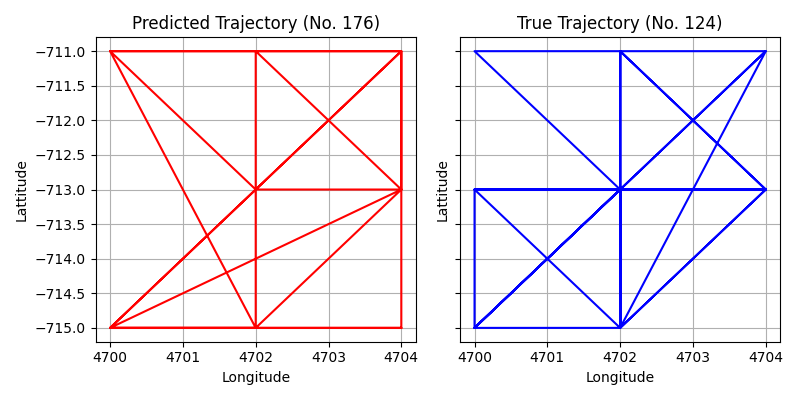 Predicted Trajectory (No. 176)
True Trajectory (No. 124)
−711.0
−711.5
−712.0
−712.5
−713.0
−713.5
−714.0
−714.5
−715.0
Lattitude
Lattitude
4700 4701 4702 4703 4704
4700 4701 4702 4703 4704
Longitude
Longitude